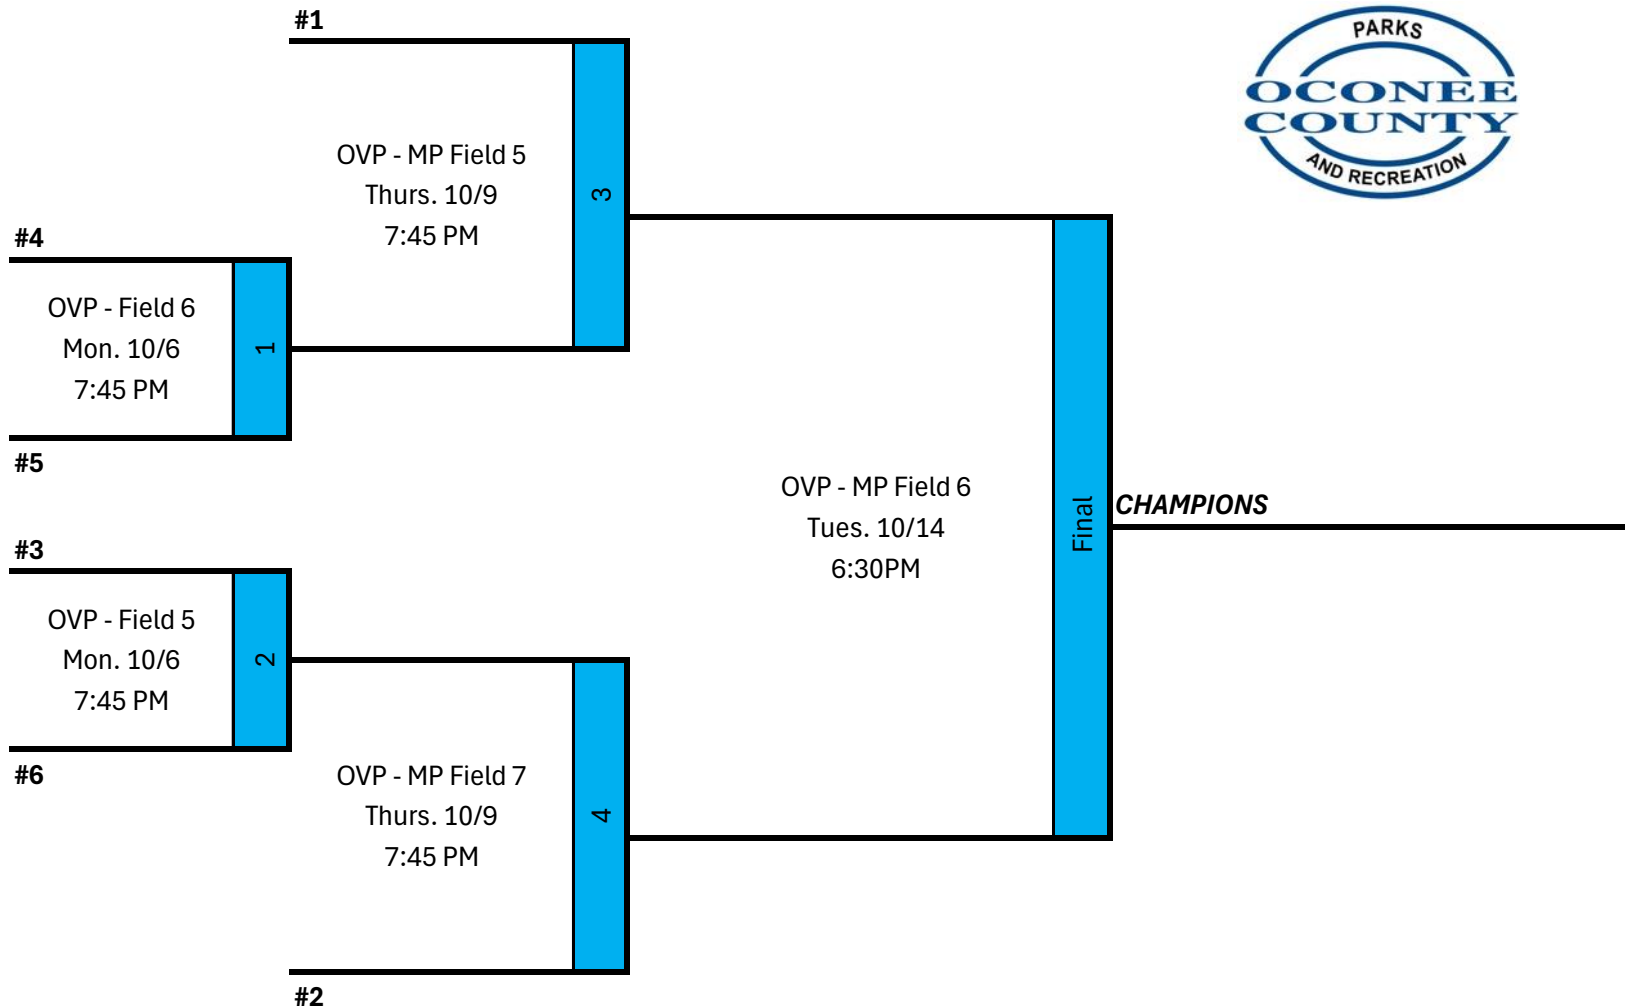 #1
PARKS
OCONEE
COUNTY
AND RECREATION
OVP - MP Field 5
Thurs. 10/9
7:45 PM
3
#4
OVP - Field 6
Mon. 10/6
7:45 PM
1
#5
OVP - MP Field 6
Tues. 10/14
6:30PM
Final
CHAMPIONS
#3
OVP - Field 5
Mon. 10/6
7:45 PM
2
#6
OVP - MP Field 7
Thurs. 10/9
7:45 PM
4
#2